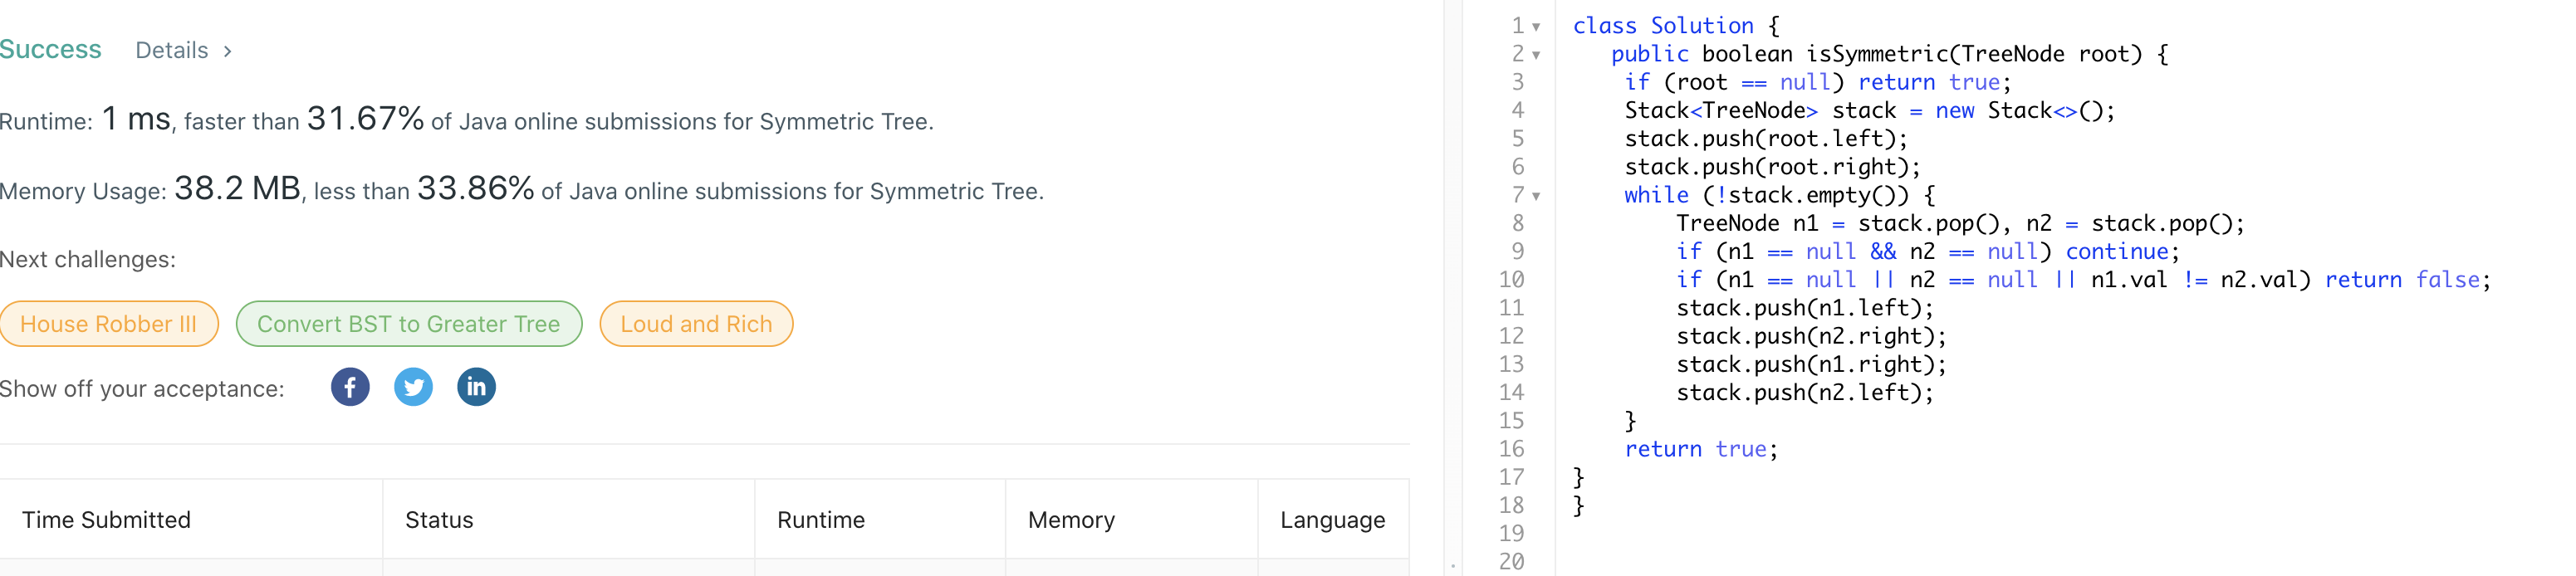 Success Details >
Runtime: 1 ms, faster than 31.67% of Java online submissions for Symmetric Tree.
Memory Usage: 38.2 MB, less than 33.86% of Java online submissions for Symmetric Tree.
Next challenges:
House Robber III Convert BST to Greater Tree Loud and Rich
Show off your acceptance: f in
Time Submitted Status Runtime Memory Language
1 class Solution {
2 public boolean isSymmetric(TreeNode root) {
3 if (root == null) return true;
4 Stack<TreeNode> stack = new Stack<>();
5 stack.push(root.left);
6 stack.push(root.right);
7 while (!stack.empty()) {
8 TreeNode n1 = stack.pop(), n2 = stack.pop();
9 if (n1 == null && n2 == null) continue;
10 if (n1 == null || n2 == null || n1.val != n2.val) return false;
11 stack.push(n1.left);
12 stack.push(n2.right);
13 stack.push(n1.right);
14 stack.push(n2.left);
15 }
16 return true;
17 }
18 }
19
20